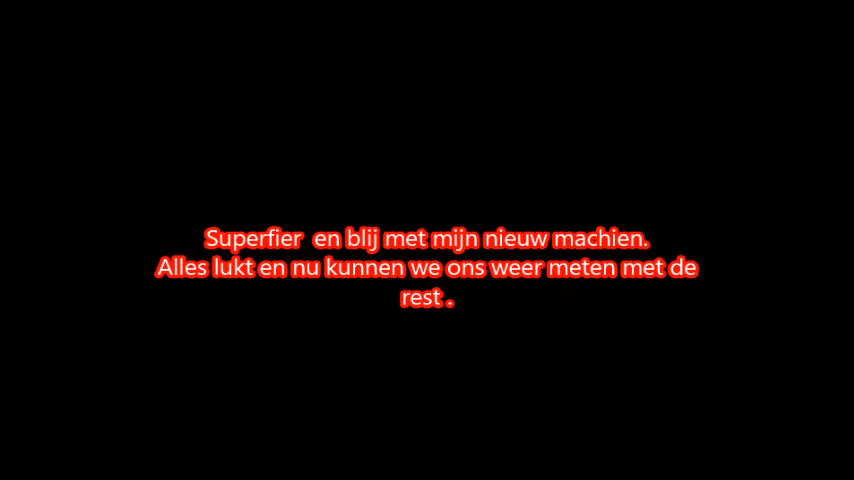 Superfier  en blij met mijn nieuw machien.
Alles lukt en nu kunnen we ons weer meten met de
rest .